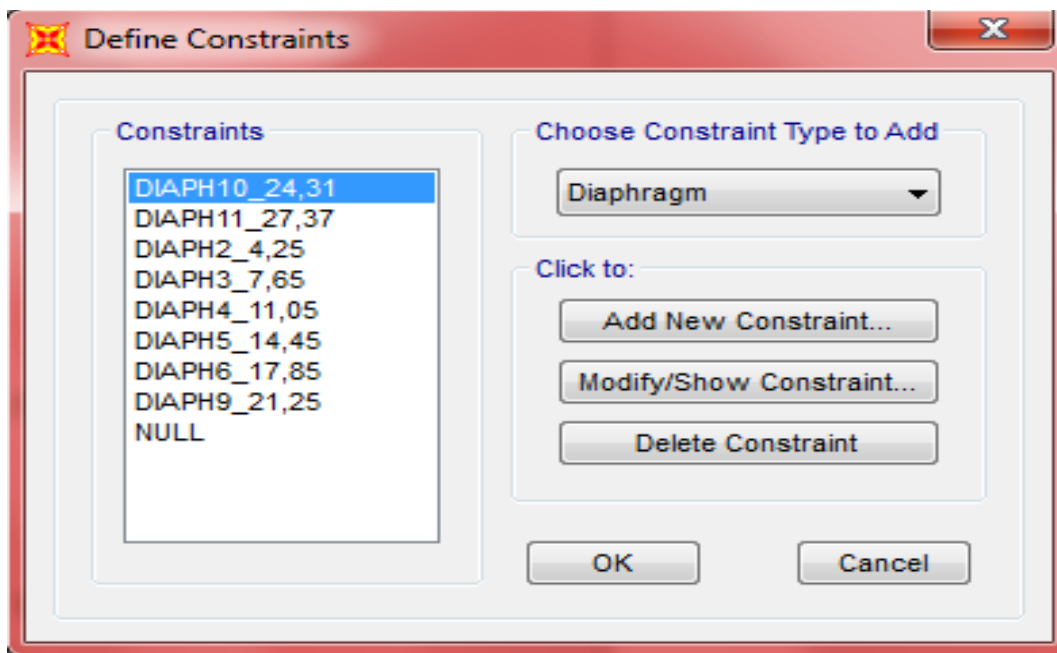 Define Constraints
Constraints
DIAPH10_24,31
DIAPH11_27,37
DIAPH2_4,25
DIAPH3_7,65
DIAPH4_11,05
DIAPH5_14,45
DIAPH6_17,85
DIAPH9_21,25
NULL
Choose Constraint Type to Add
Diaphragm
Click to:
Add New Constraint...
Modify/Show Constraint...
Delete Constraint
OK
Cancel